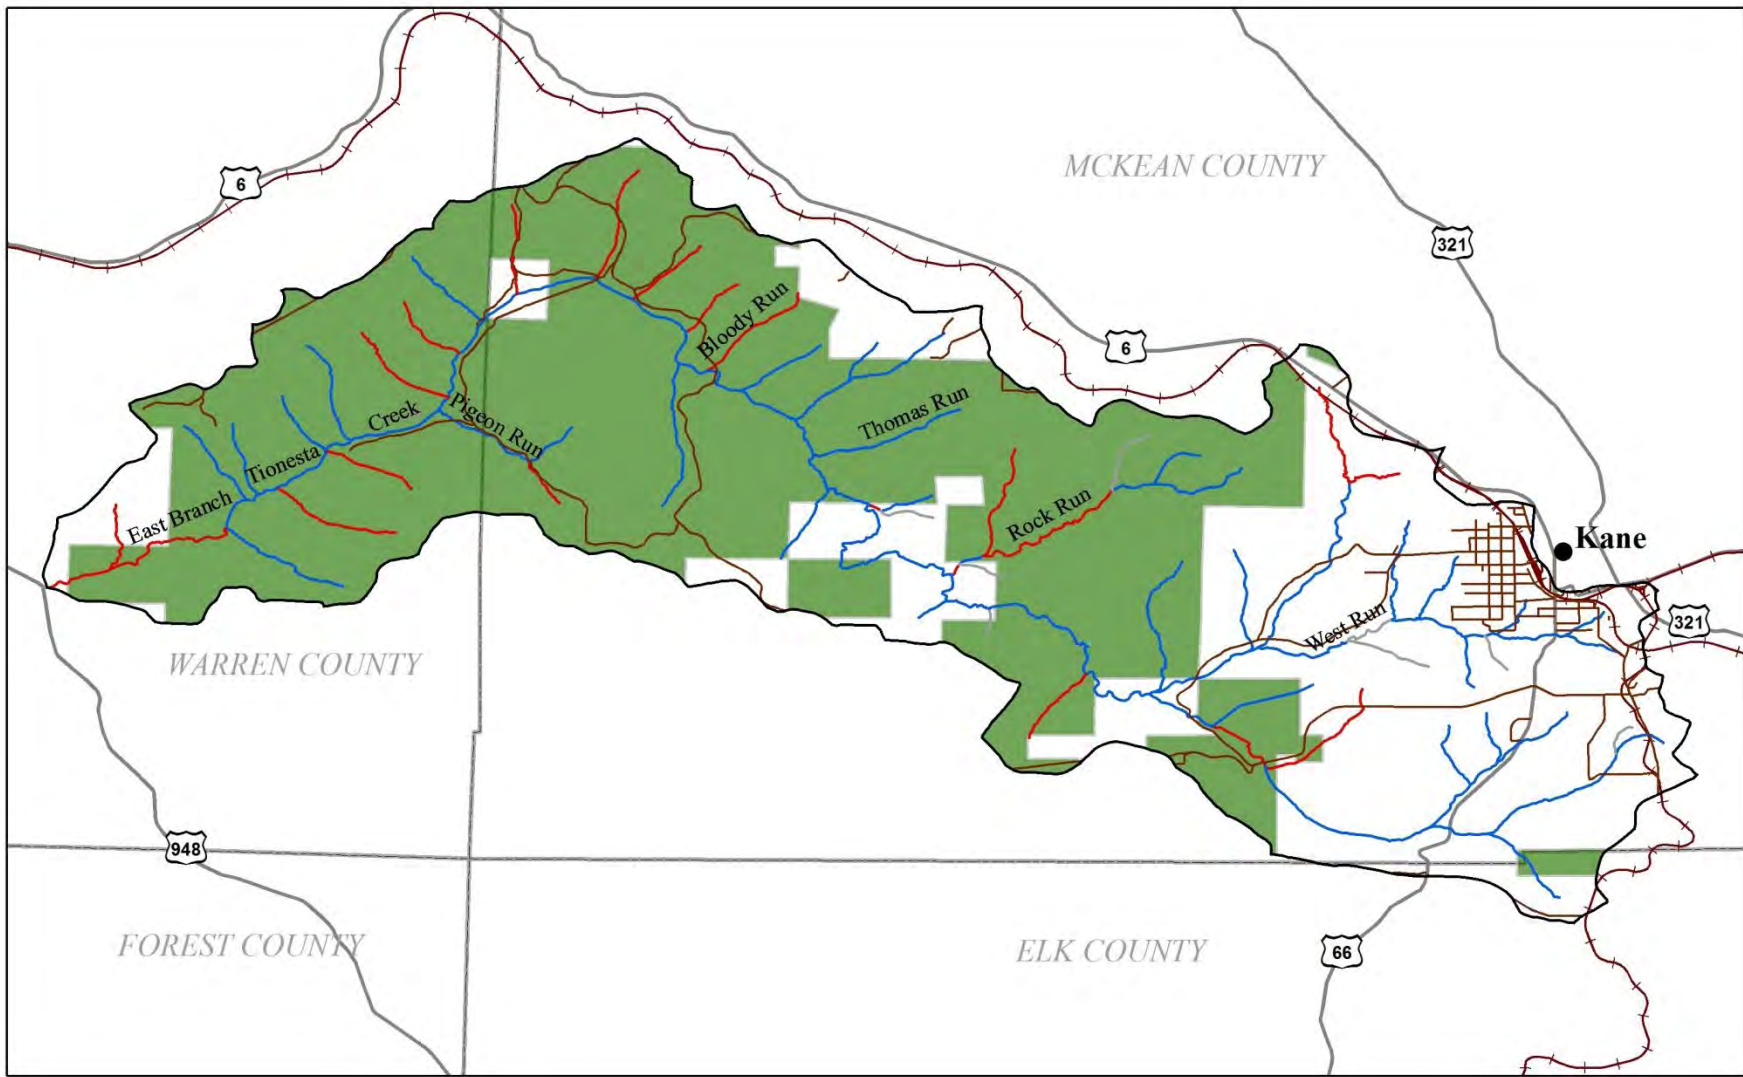 MCKEAN COUNTY
6
321
Bloody Run
6
Thomas Run
Creek
Pigeon Run
Tionesta
East Branch
Rock Run
Kane
West Run
321
WARREN COUNTY
948
FOREST COUNTY
ELK COUNTY
66